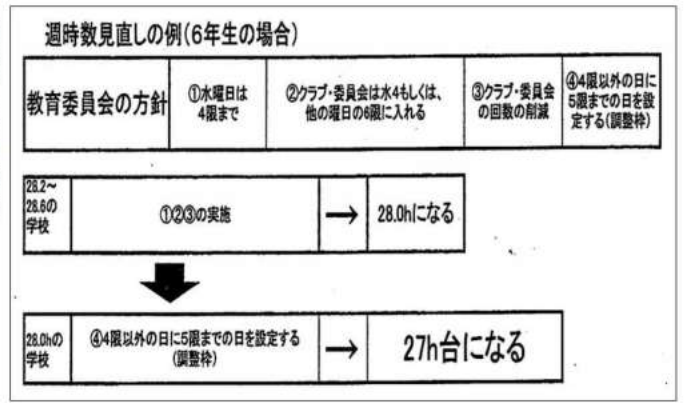 週時数見直しの例(6年生の場合)
教育委員会の方針
①水曜日は
4限まで
②クラブ・委員会は水4もしくは、
他の曜日の6限に入れる
③クラブ・委員会
の回数の削減
④4限以外の日に
5限までの日を設
定する(調整枠)
28.2~
28.6の
学校
①②③の実施
→
28.0hになる
28.0hの
学校
④4限以外の日に5限までの日を設定する
(調整枠)
→
27h台になる